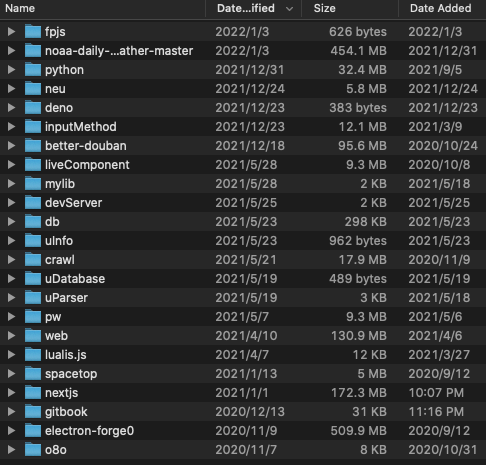 Name Date...ified Size Date Added
fpjs 2022/1/3 626 bytes 2022/1/3
noaa-daily-...ather-master 2022/1/3 454.1 MB 2021/12/31
python 2021/12/31 32.4 MB 2021/9/5
neu 2021/12/24 5.8 MB 2021/12/24
deno 2021/12/23 383 bytes 2021/12/23
inputMethod 2021/12/23 12.1 MB 2021/3/9
better-douban 2021/12/18 95.6 MB 2020/10/24
liveComponent 2021/5/28 9.3 MB 2020/10/8
mylib 2021/5/28 2 KB 2021/5/18
devServer 2021/5/25 2 KB 2021/5/25
db 2021/5/23 298 KB 2021/5/23
uInfo 2021/5/23 962 bytes 2021/5/23
crawl 2021/5/21 17.9 MB 2020/11/9
uDatabase 2021/5/19 489 bytes 2021/5/19
uParser 2021/5/19 3 KB 2021/5/18
pw 2021/5/7 9.3 MB 2021/5/6
web 2021/4/10 130.9 MB 2021/4/6
lualis.js 2021/4/7 12 KB 2021/3/27
spacetop 2021/1/13 5 MB 2020/9/12
nextjs 2021/1/1 172.3 MB 10:07 PM
gitbook 2020/12/13 31 KB 11:16 PM
electron-forge0 2020/11/9 509.9 MB 2020/9/12
o8o 2020/11/7 8 KB 2020/10/31